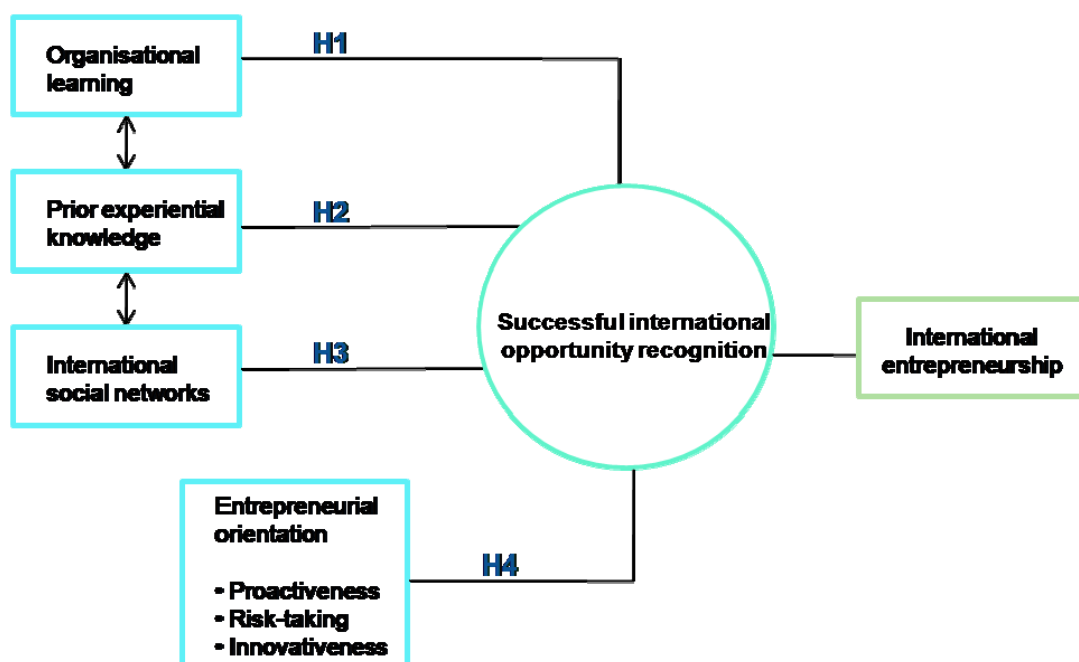 Organisational
learning
H1
Prior experiential
knowledge
H2
International
social networks
H3
Successful international
opportunity recognition
International
entrepreneurship
Entrepreneurial
orientation
• Proactiveness
• Risk-taking
• Innovativeness
H4